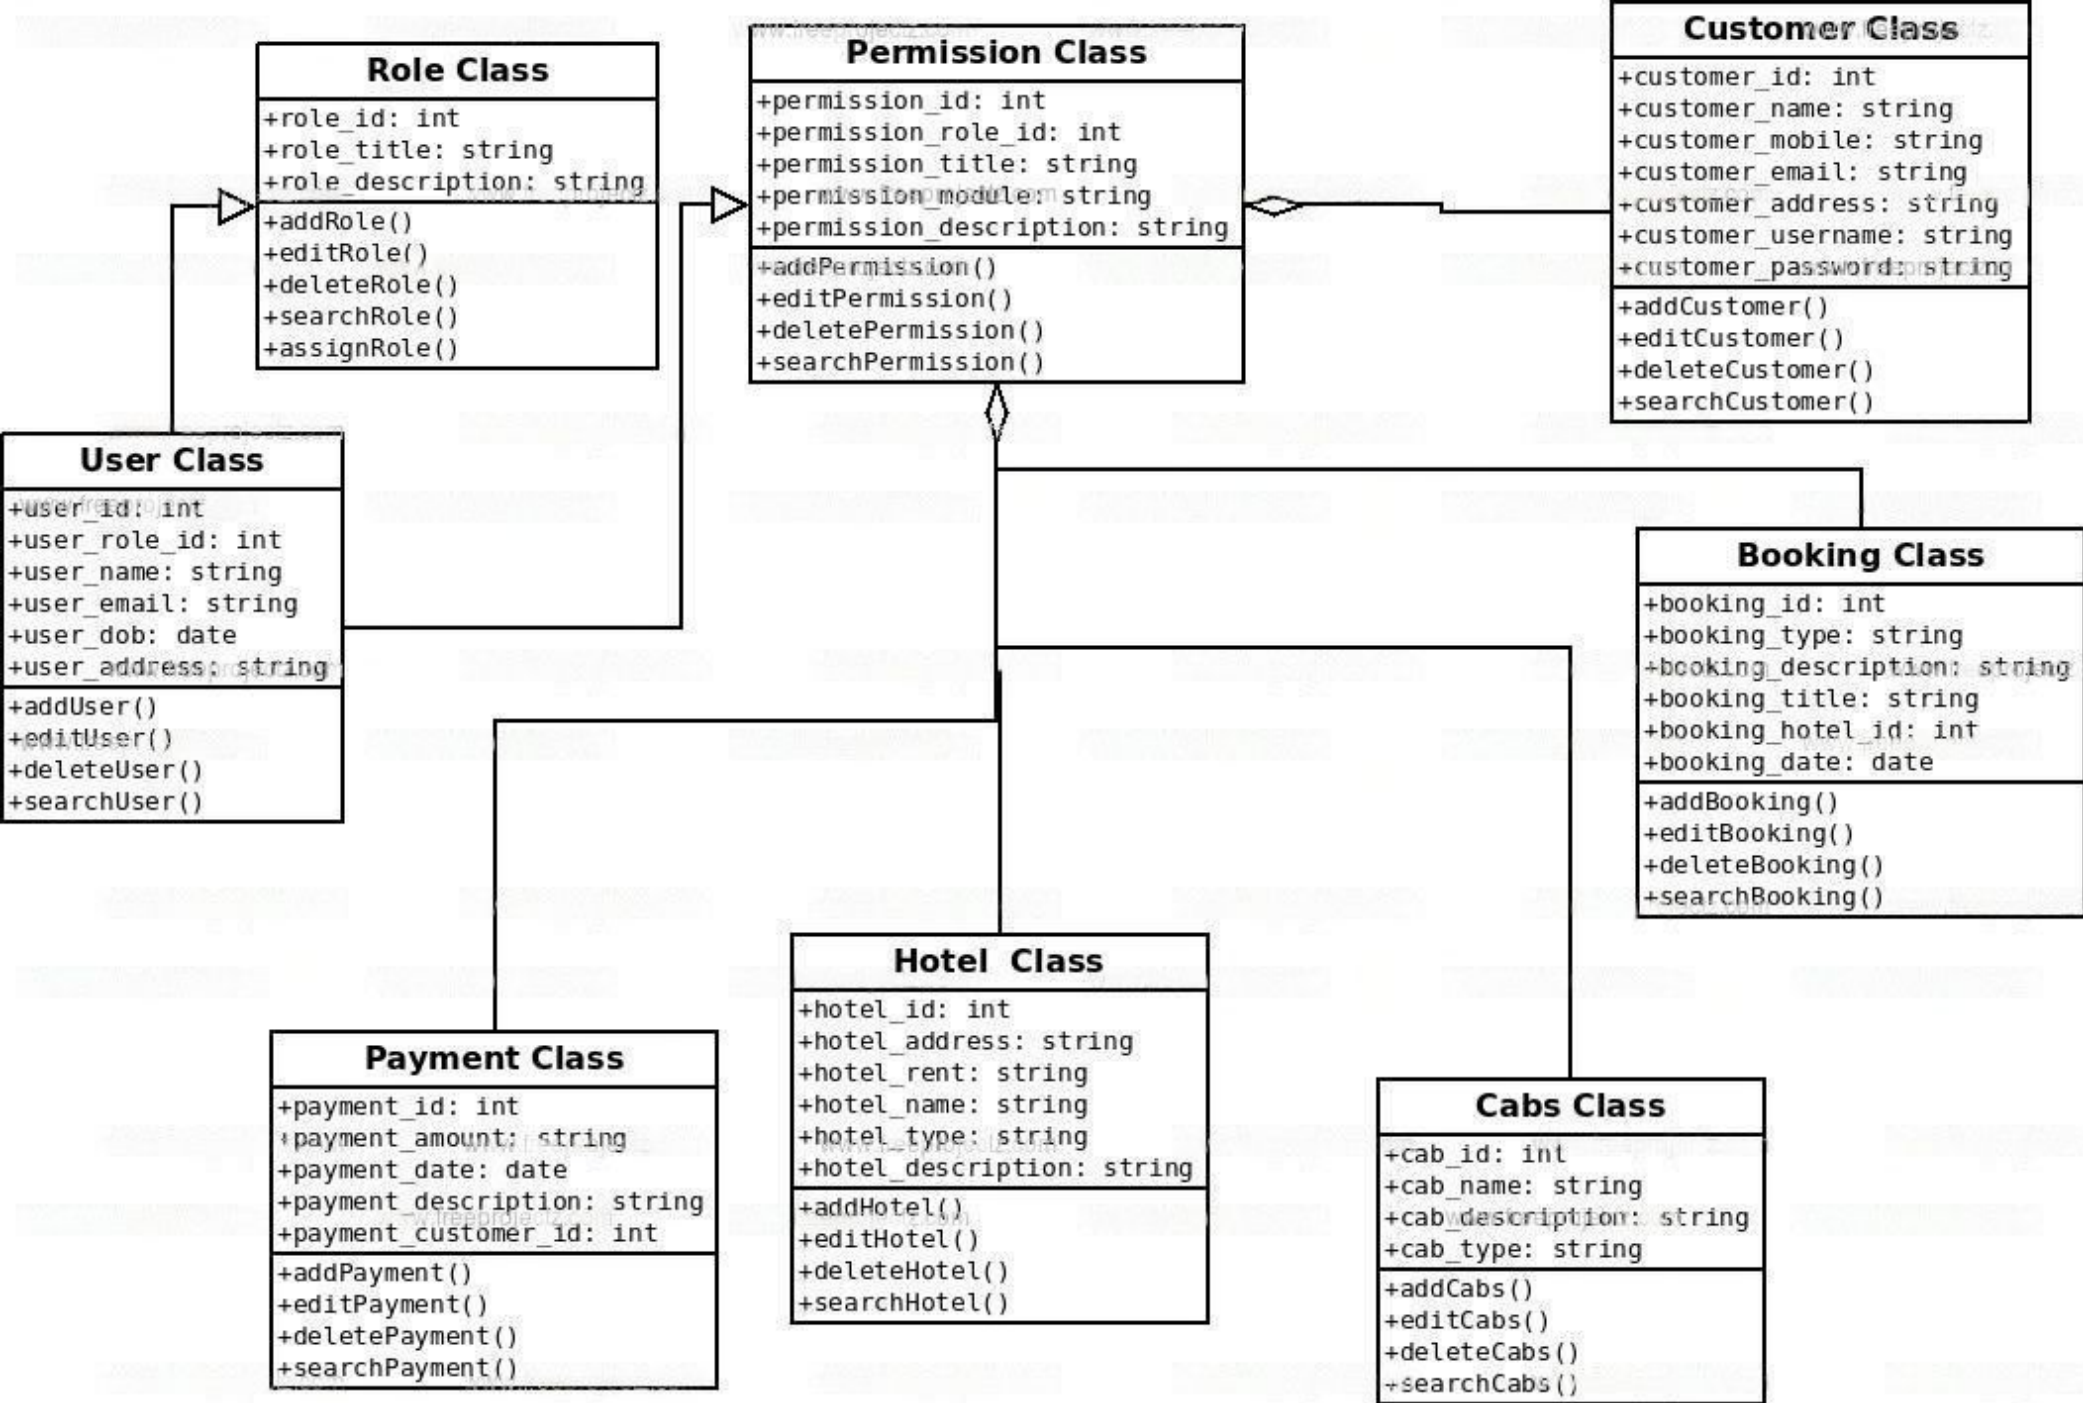 Role Class
+role_id: int
+role_title: string
+role_description: string
+addRole()
+editRole()
+deleteRole()
+searchRole()
+assignRole()
Permission Class
+permission_id: int
+permission_role_id: int
+permission_title: string
+permission_module: string
+permission_description: string
+addPermission()
+editPermission()
+deletePermission()
+searchPermission()
Customer Class
+customer_id: int
+customer_name: string
+customer_mobile: string
+customer_email: string
+customer_address: string
+customer_username: string
+customer_password: string
+addCustomer()
+editCustomer()
+deleteCustomer()
+searchCustomer()
User Class
+user_id: int
+user_role_id: int
+user_name: string
+user_email: string
+user_dob: date
+user_address: string
+addUser()
+editUser()
+deleteUser()
+searchUser()
Booking Class
+booking_id: int
+booking_type: string
+booking_description: string
+booking_title: string
+booking_hotel_id: int
+booking_date: date
+addBooking()
+editBooking()
+deleteBooking()
+searchBooking()
Payment Class
+payment_id: int
+payment_amount: string
+payment_date: date
+payment_description: string
+payment_customer_id: int
+addPayment()
+editPayment()
+deletePayment()
+searchPayment()
Hotel Class
+hotel_id: int
+hotel_address: string
+hotel_rent: string
+hotel_name: string
+hotel_type: string
+hotel_description: string
+addHotel()
+editHotel()
+deleteHotel()
+searchHotel()
Cabs Class
+cab_id: int
+cab_name: string
+cab_description: string
+cab_type: string
+addCabs()
+editCabs()
+deleteCabs()
+searchCabs()